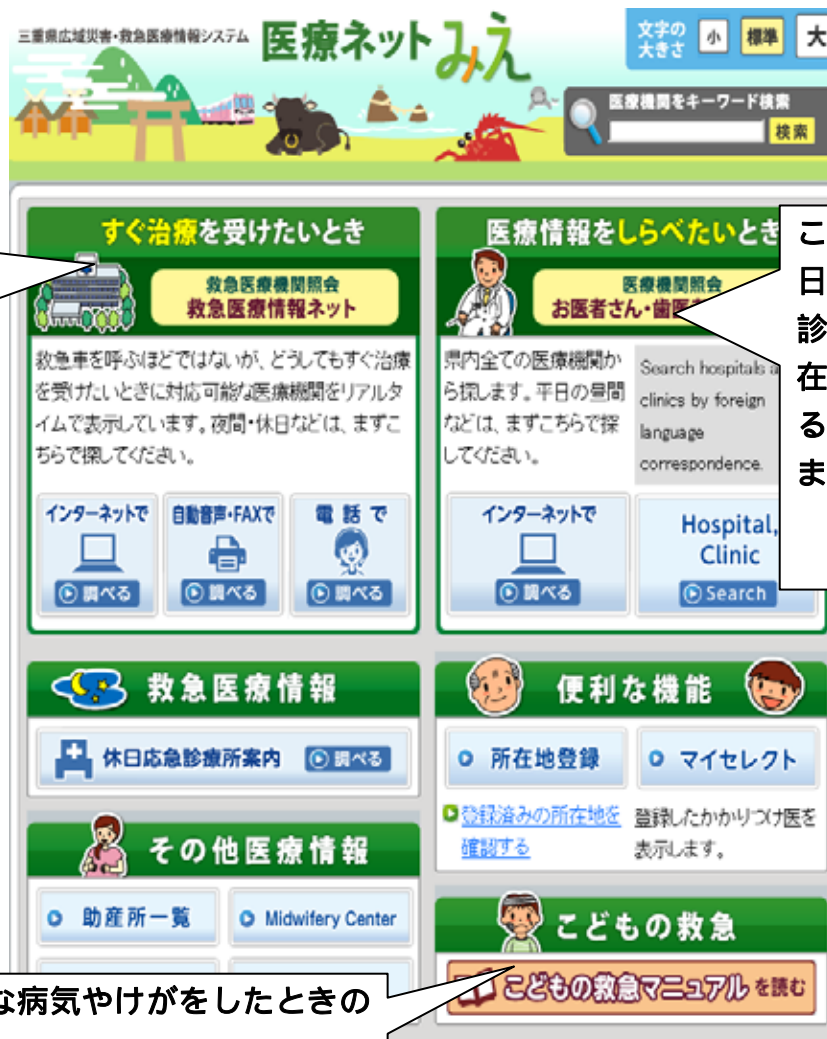 三重県広域災害・救急医療情報システム
医療ネットみえ
文字の
大きさ
小
標準
大
医療機関をキーワード検索
検索
すぐ治療を受けたいとき
救急医療機関照会
救急医療情報ネット
救急車を呼ぶほどではないが、どうしてもすぐ治療
を受けたいときに対応可能な医療機関をリアルタ
イムで表示しています。夜間・休日などは、まずこ
ちらで探してください。
インターネットで
調べる
自動音声・FAXで
調べる
電話で
調べる
医療情報をしらべたいとき
医療機関照会
お医者さん・歯医
県内全ての医療機関か
ら探します。平日の昼間
などは、まずこちらで探
してください。
Search hospitals a
clinics by foreign
language
correspondence.
インターネットで
調べる
Hospital,
Clinic
Search
こ
日
診
在
る
ま
救急医療情報
休日応急診療所案内
調べる
便利な機能
所在地登録
マイセレクト
登録済みの所在地を
確認する
登録したかかりつけ医を
表示します。
その他医療情報
助産所一覧
Midwifery Center
こどもの救急
こどもの救急マニュアルを読む
な病気やけがをしたときの